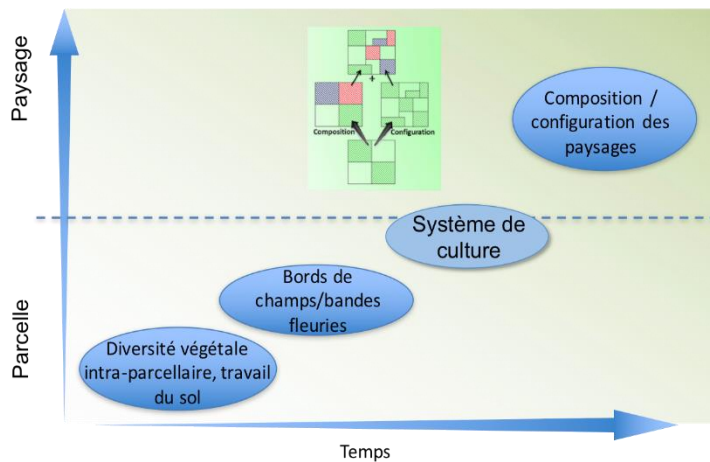 Paysage
Composition
+
Configuration
Composition /
configuration des
paysages
Système de
culture
Bords de
champs/bandes
fleuries
Parcelle
Diversité végétale
intra-parcellaire, travail
du sol
Temps